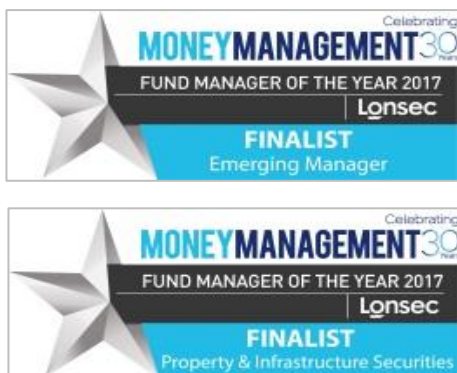 Celebrating
MONEYMANAGEMENT30
Years
FUND MANAGER OF THE YEAR 2017
Lonsec
FINALIST
Emerging Manager
Celebrating
MONEYMANAGEMENT30
Years
FUND MANAGER OF THE YEAR 2017
Lonsec
FINALIST
Property & Infrastructure Securities